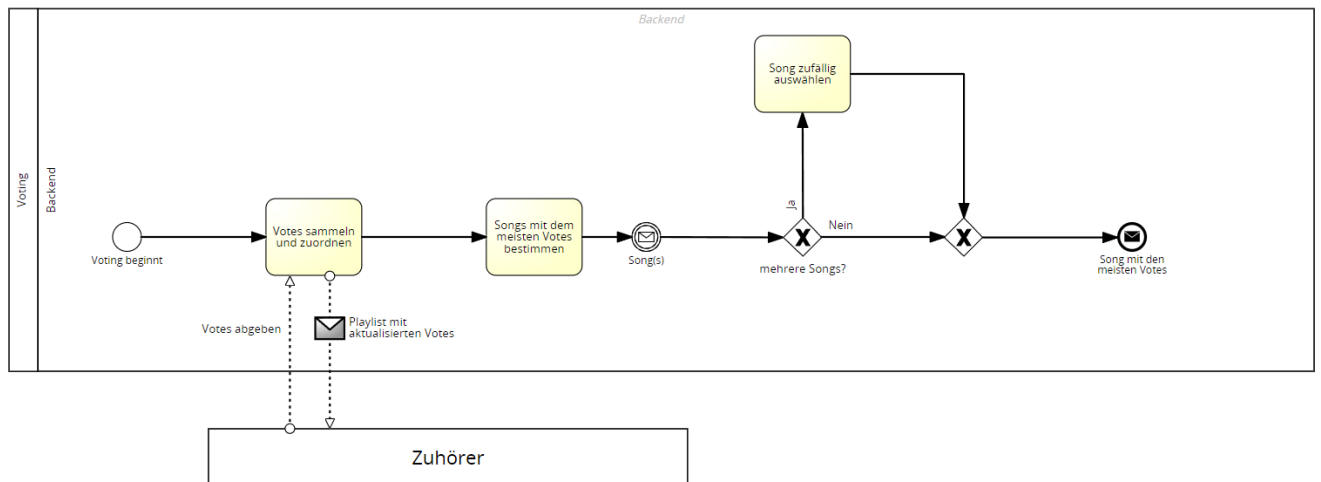 Backend
Voting
Backend
Song zufällig
auswählen
Ja
Votes sammeln
und zuordnen
Songs mit dem
meisten Votes
bestimmen
Nein
Voting beginnt
Song(s)
mehrere Songs?
Song mit den
meisten Votes
Votes abgeben
Playlist mit
aktualisierten Votes
Zuhörer